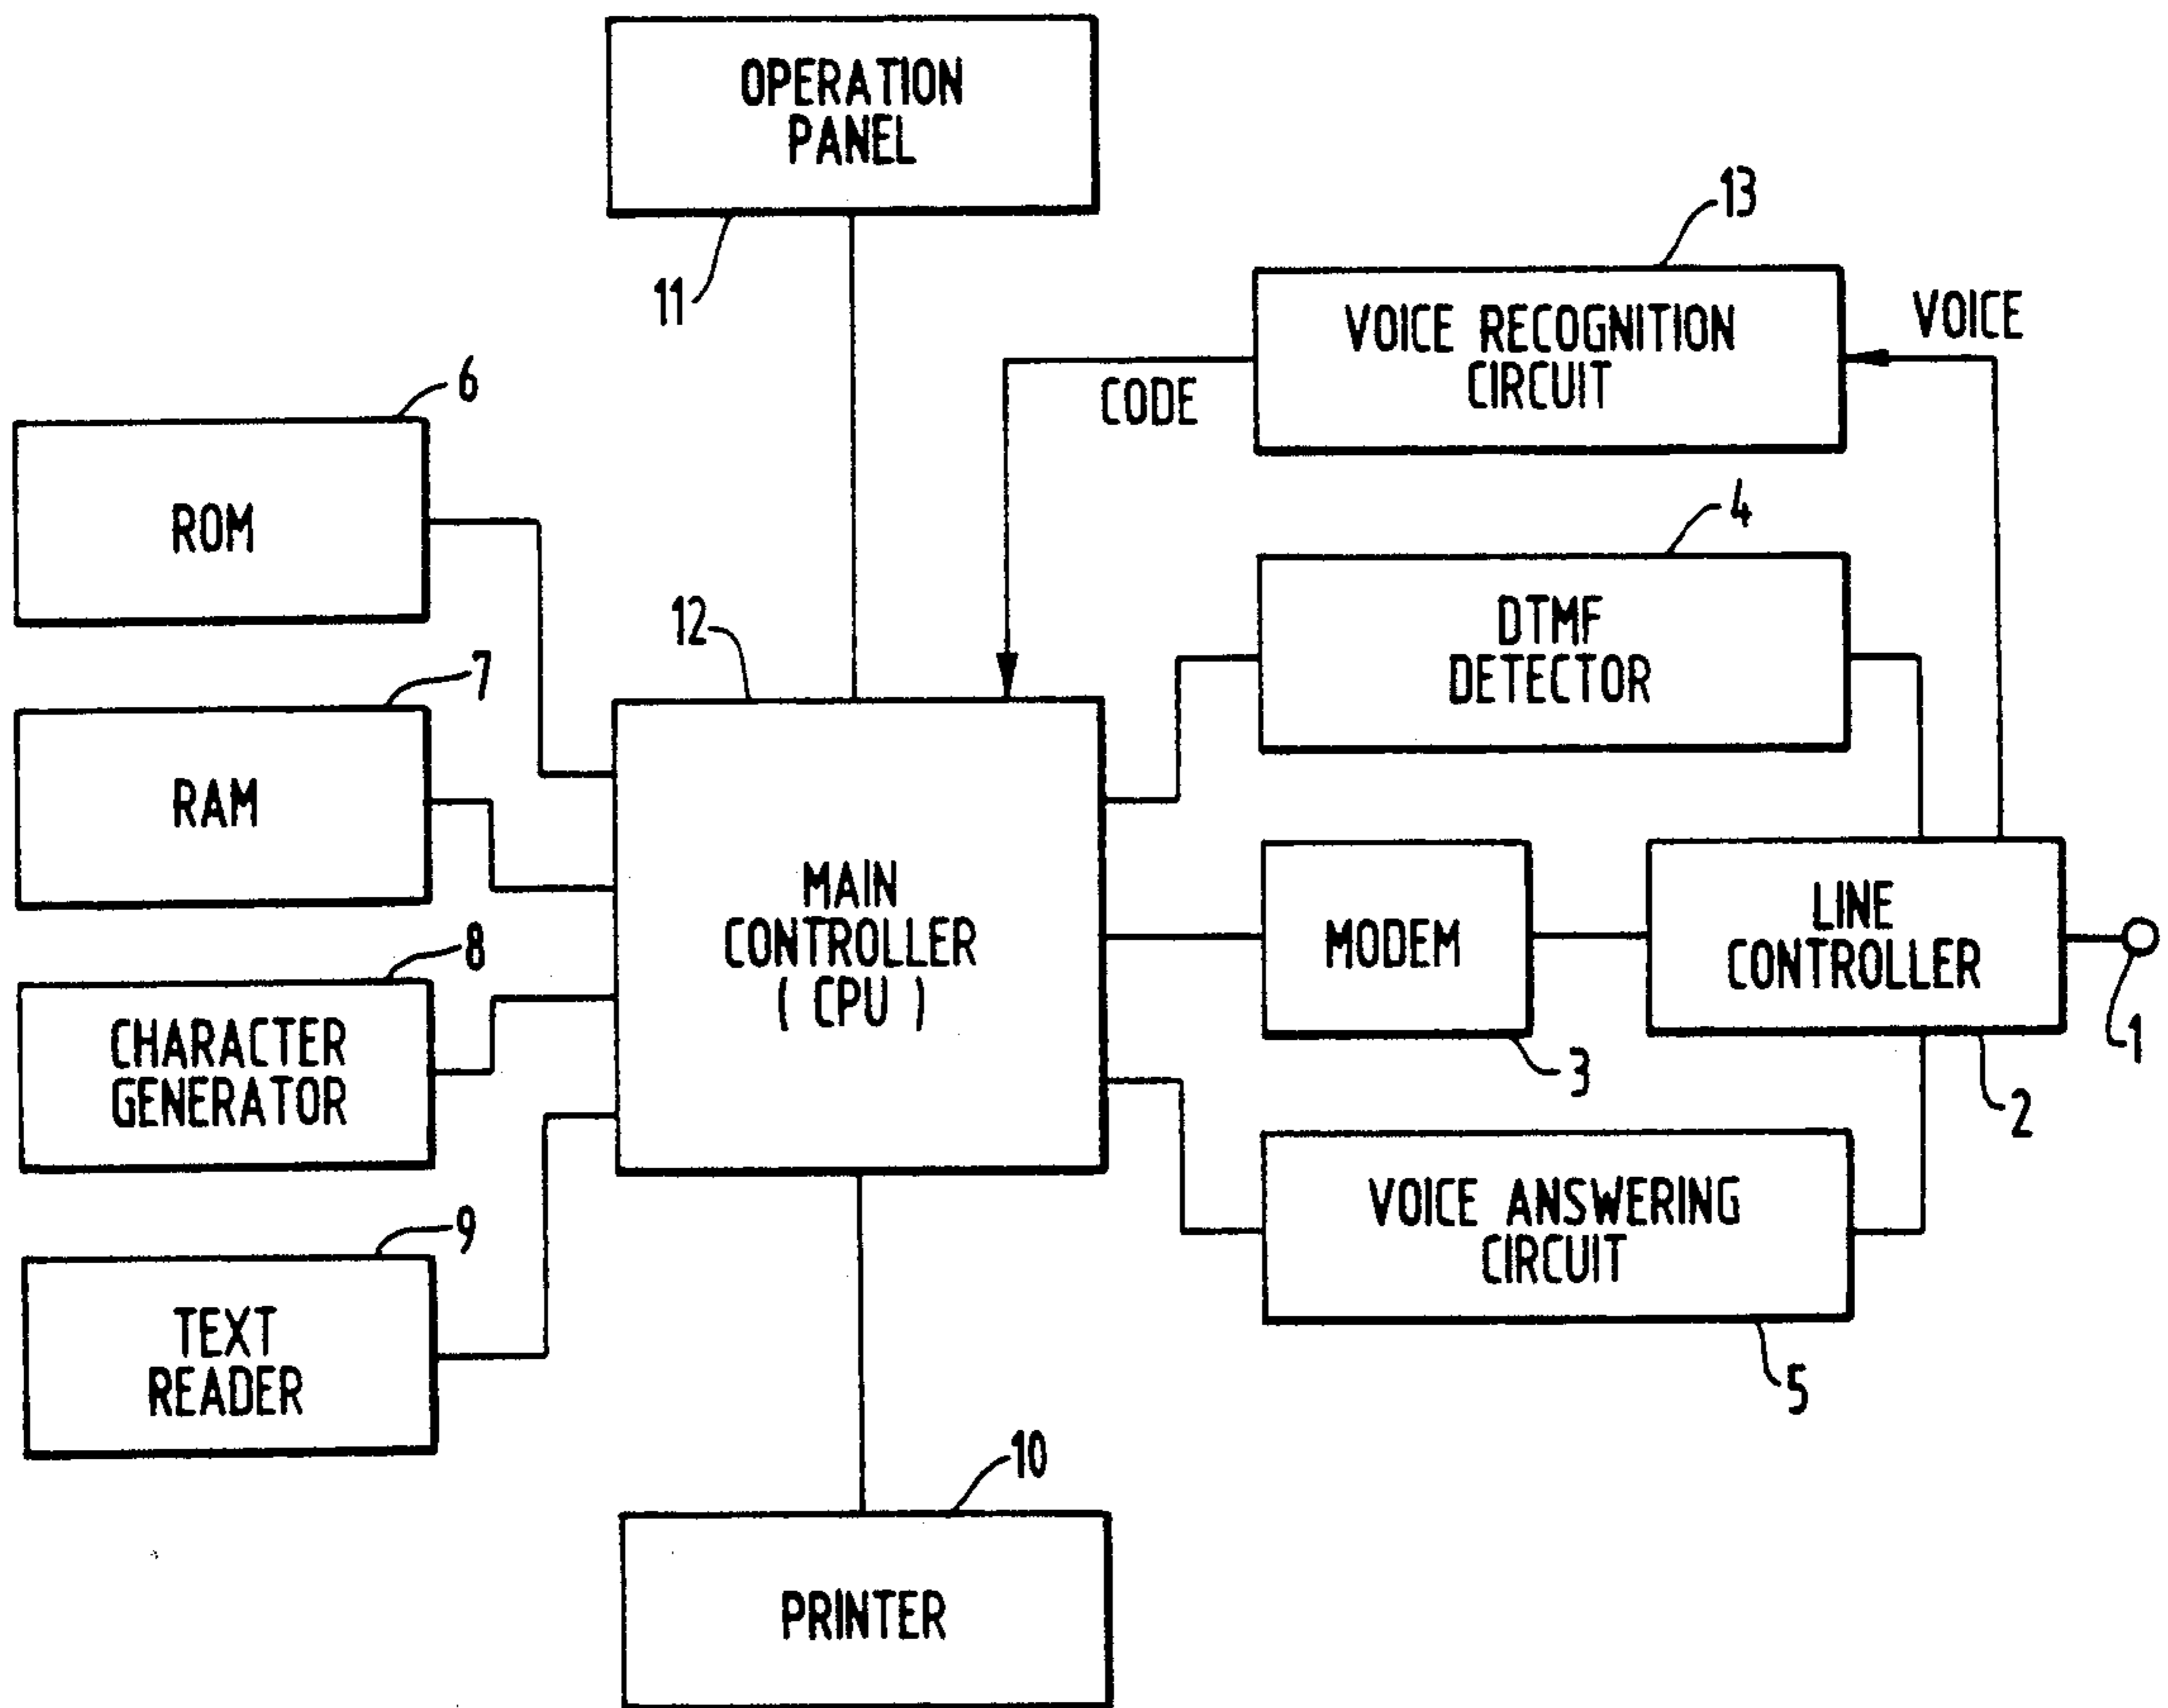 OPERATION
PANEL
11
13
VOICE RECOGNITION
CIRCUIT
VOICE
CODE
6
ROM
4
DTMF
DETECTOR
12
7
RAM
MAIN
CONTROLLER
( CPU )
MODEM
3
LINE
CONTROLLER
1
2
8
CHARACTER
GENERATOR
VOICE ANSWERING
CIRCUIT
5
9
TEXT
READER
10
PRINTER